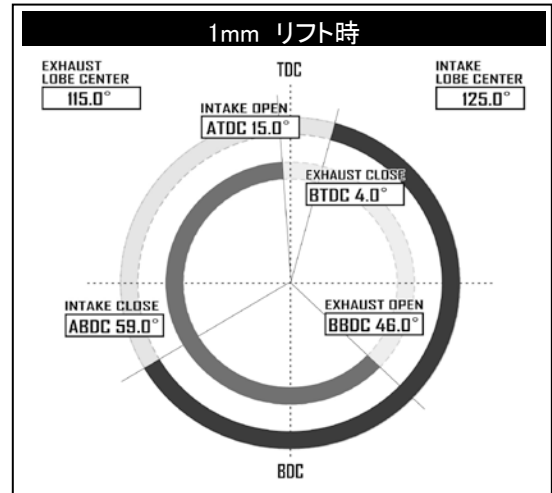 1mm リフト時
EXHAUST
LOBE CENTER
115.0°
TDC
INTAKE
LOBE CENTER
125.0°
INTAKE OPEN
ATDC 15.0°
EXHAUST CLOSE
BTDC 4.0°
INTAKE CLOSE
ABDC 59.0°
EXHAUST OPEN
BBDC 46.0°
BDC